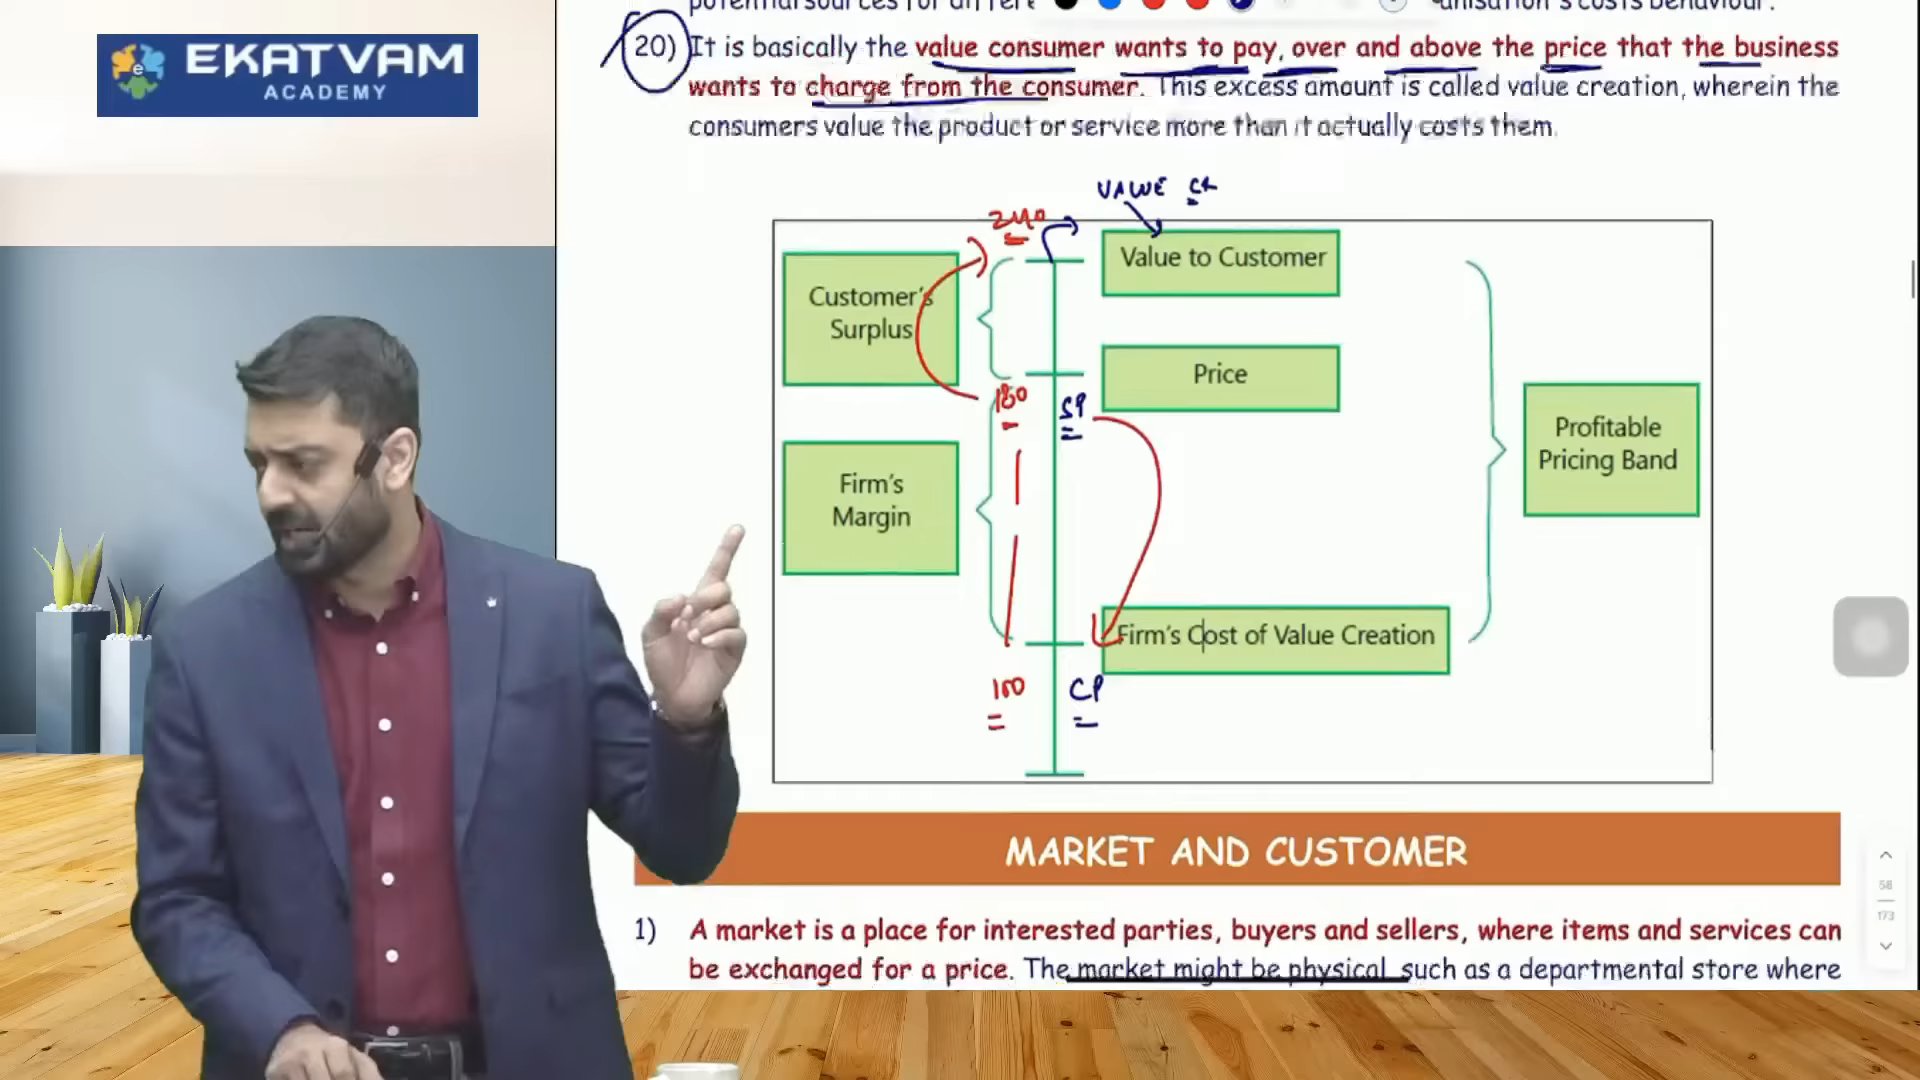 EKATVAM
ACADEMY
20) It is basically the value consumer wants to pay, over and above the price that the business
wants to charge from the consumer. This excess amount is called value creation, wherein the
consumers value the product or service more than it actually costs them.
VALUE
240
Customer's
Surplus
Value to Customer
Price
180
SP
Firm's
Margin
Profitable
Pricing Band
Firm's Cost of Value Creation
100
CP
MARKET AND CUSTOMER
1) A market is a place for interested parties, buyers and sellers, where items and services can
be exchanged for a price. The market might be physical such as a departmental store where
58
173